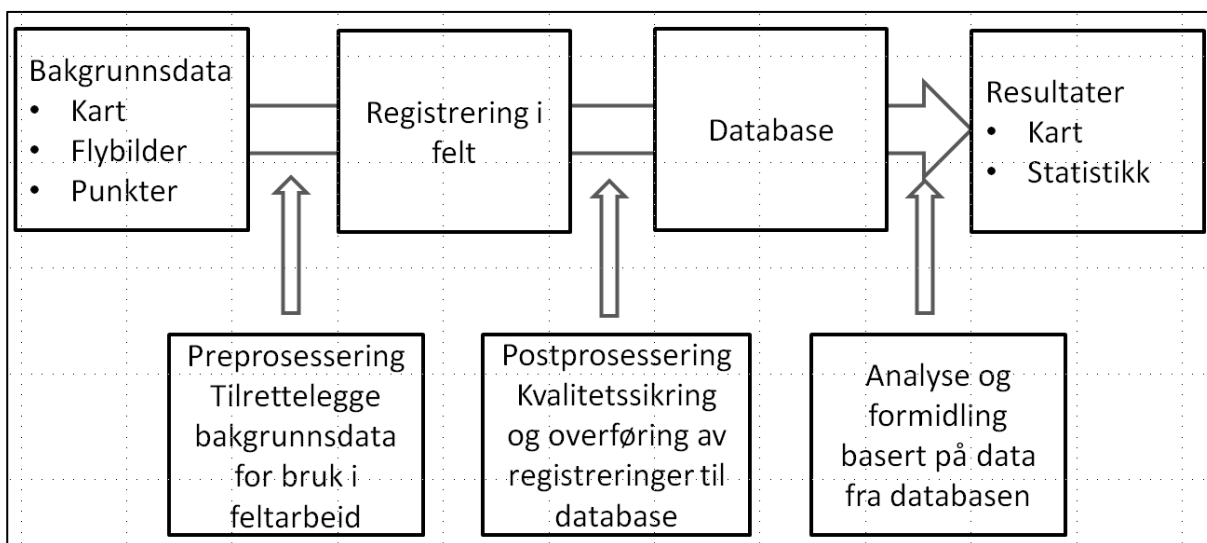 Bakgrunnsdata
• Kart
• Flybilder
• Punkter
Registrering i
felt
Database
Resultater
• Kart
• Statistikk
Preprosessering
Tilrettelegge
bakgrunnsdata
for bruk i
feltarbeid
Postprosessering
Kvalitetssikring
og overføring av
registreringer til
database
Analyse og
formidling
basert på data
fra databasen